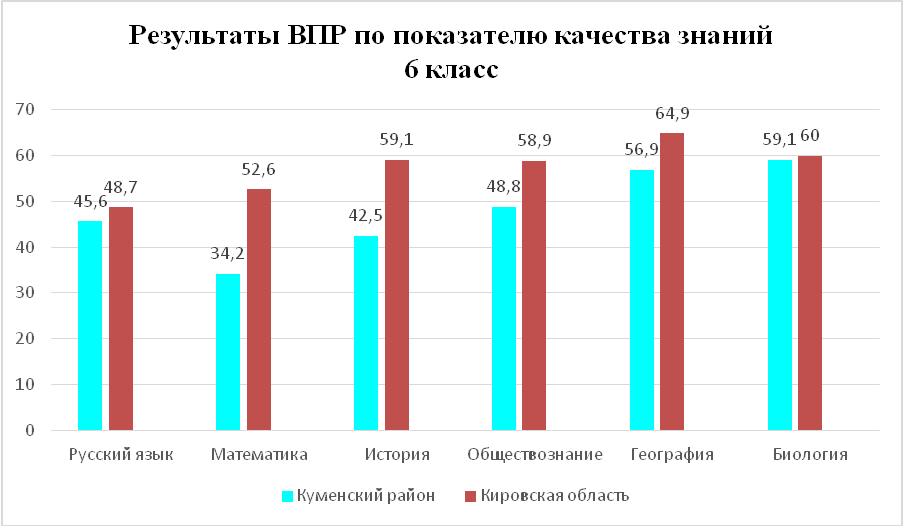 Результаты ВПР по показателю качества знаний
6 класс
70
60
50
40
30
20
10
0
45,6
48,7
34,2
52,6
42,5
59,1
48,8
58,9
56,9
64,9
59,1
60
Русский язык
Математика
История
Обществознание
География
Биология
Куменский район
Кировская область